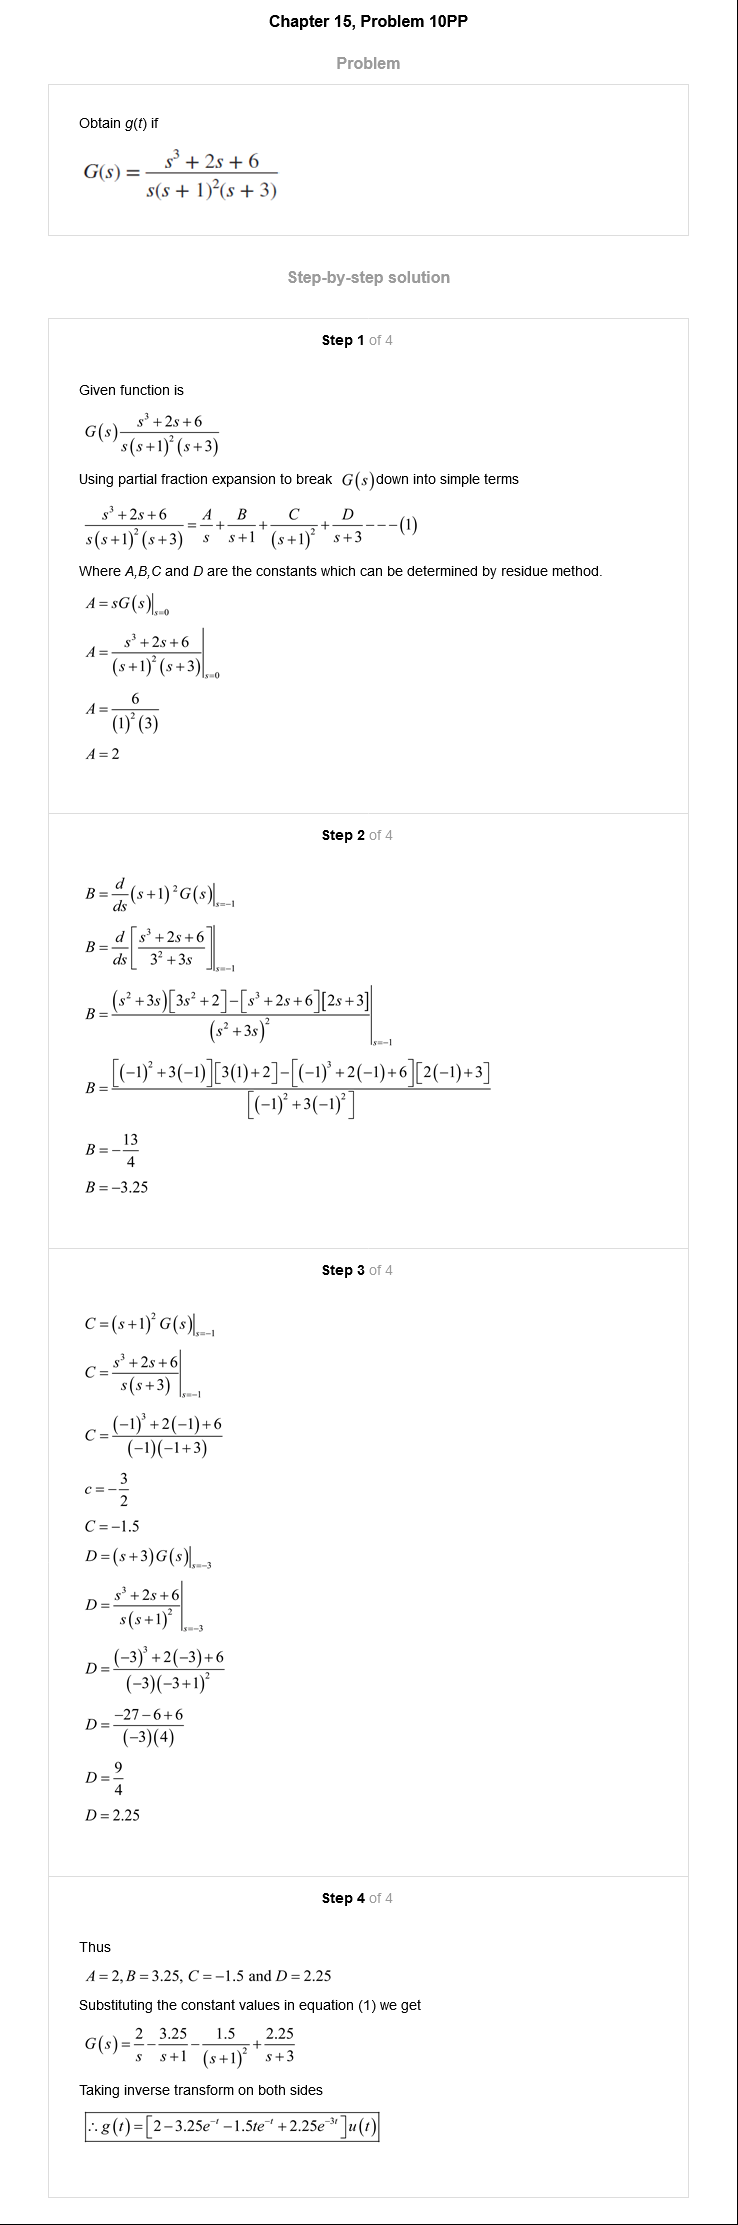 Chapter 15, Problem 10PP
Problem
Obtain g(t) if
G(s) = \frac{s^3 + 2s + 6}{s(s + 1)^2(s + 3)}
Step-by-step solution
Step 1 of 4
Given function is
G(s)\frac{s^3+2s+6}{s(s+1)^2(s+3)}
Using partial fraction expansion to break G(s)down into simple terms
\frac{s^3+2s+6}{s(s+1)^2(s+3)} = \frac{A}{s}+\frac{B}{s+1}+\frac{C}{(s+1)^2}+\frac{D}{s+3}---(1)
Where A,B,C and D are the constants which can be determined by residue method.
A = sG(s)|_{s=0}
A = \frac{s^3+2s+6}{(s+1)^2(s+3)}|_{s=0}
A = \frac{6}{(1)^2(3)}
A = 2
Step 2 of 4
B = \frac{d}{ds}(s+1)^2G(s)|_{s=-1}
B = \frac{d}{ds}[\frac{s^3+2s+6}{3^2+3s}]|_{s=-1}
B = \frac{(s^2+3s)[3s^2+2]-[s^3+2s+6][2s+3]}{(s^2+3s)^2}|_{s=-1}
B = \frac{[(-1)^2+3(-1)][3(1)+2]-[(-1)^3+2(-1)+6][2(-1)+3]}{[(-1)^2+3(-1)^2]}
B = -\frac{13}{4}
B = -3.25
Step 3 of 4
C = (s+1)^2G(s)|_{s=-1}
C = \frac{s^3+2s+6}{s(s+3)}|_{s=-1}
C = \frac{(-1)^3+2(-1)+6}{(-1)(-1+3)}
c = -\frac{3}{2}
C = -1.5
D = (s+3)G(s)|_{s=-3}
D = \frac{s^3+2s+6}{s(s+1)^2}|_{s=-3}
D = \frac{(-3)^3+2(-3)+6}{(-3)(-3+1)^2}
D = \frac{-27-6+6}{(-3)(4)}
D = \frac{9}{4}
D = 2.25
Step 4 of 4
Thus
A = 2, B = 3.25, C = -1.5 and D = 2.25
Substituting the constant values in equation (1) we get
G(s) = \frac{2}{s}-\frac{3.25}{s+1}-\frac{1.5}{(s+1)^2}+\frac{2.25}{s+3}
Taking inverse transform on both sides
∴ g(t) = [2-3.25e^{-t}-1.5te^{-t}+2.25e^{-3t}]u(t)